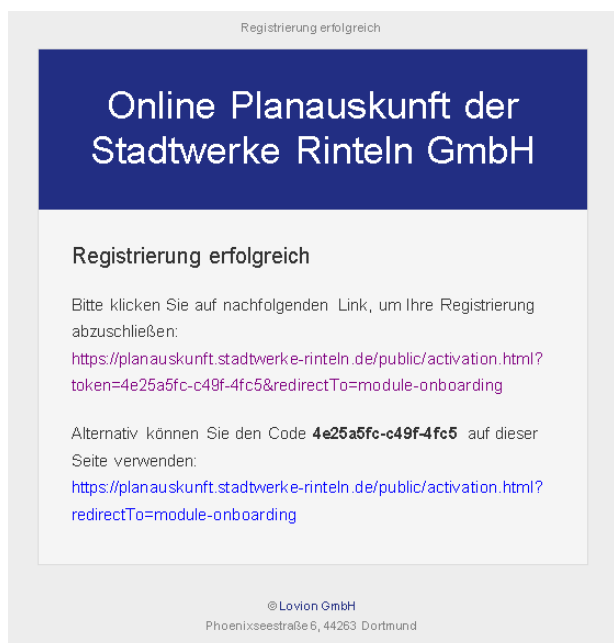 Registrierung erfolgreich
Online Planauskunft der
Stadtwerke Rinteln GmbH
Registrierung erfolgreich
Bitte klicken Sie auf nachfolgenden Link, um Ihre Registrierung
abzuschließen:
https://planauskunft.stadtwerke-rinteln.de/public/activation.html?
token=4e25a5fc-c49f-4fc5&redirectTo=module-onboarding
Alternativ können Sie den Code 4e25a5fc-c49f-4fc5 auf dieser
Seite verwenden:
https://planauskunft.stadtwerke-rinteln.de/public/activation.html?
redirectTo=module-onboarding
© Lovion GmbH
Phoenixseestraße 6, 44263 Dortmund